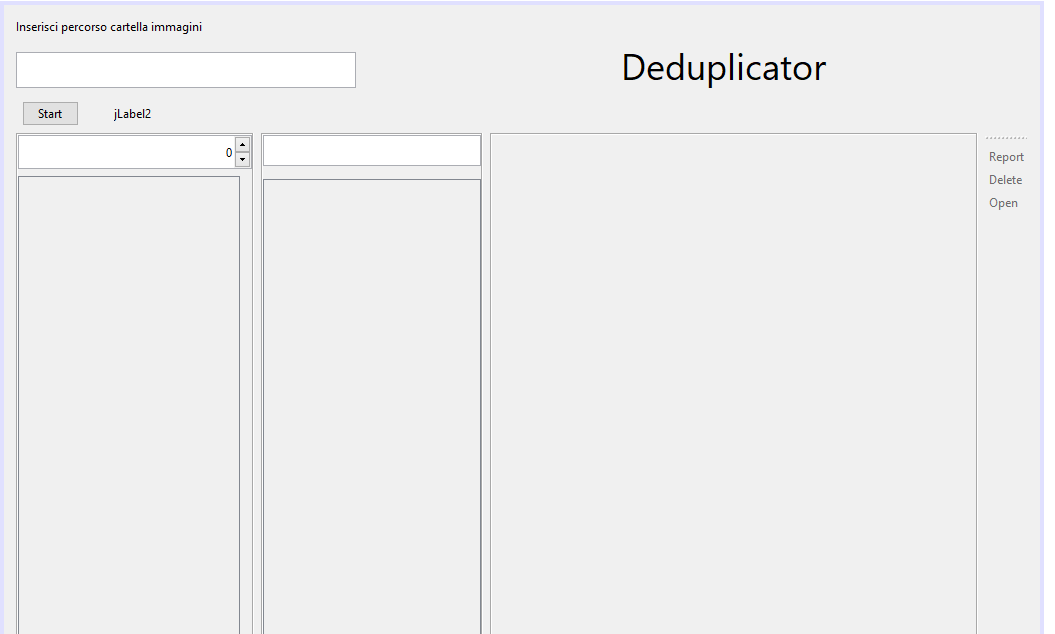 Inserisci percorso cartella immagini
Deduplicator
Start
jLabel2
0
Report
Delete
Open